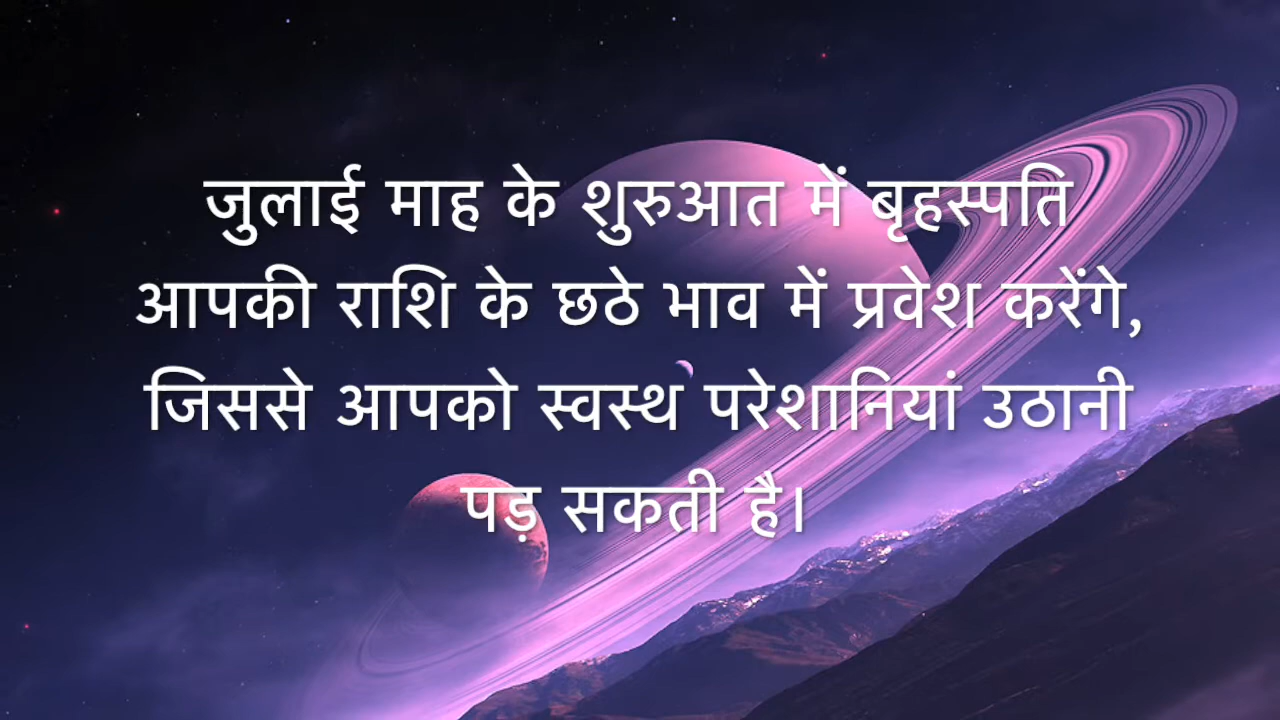 जुलाई माह के शुरुआत में बृहस्पति
आपकी राशि के छठे भाव में प्रवेश करेंगे,
जिससे आपको स्वस्थ परेशानियां उठानी
पड़ सकती है।